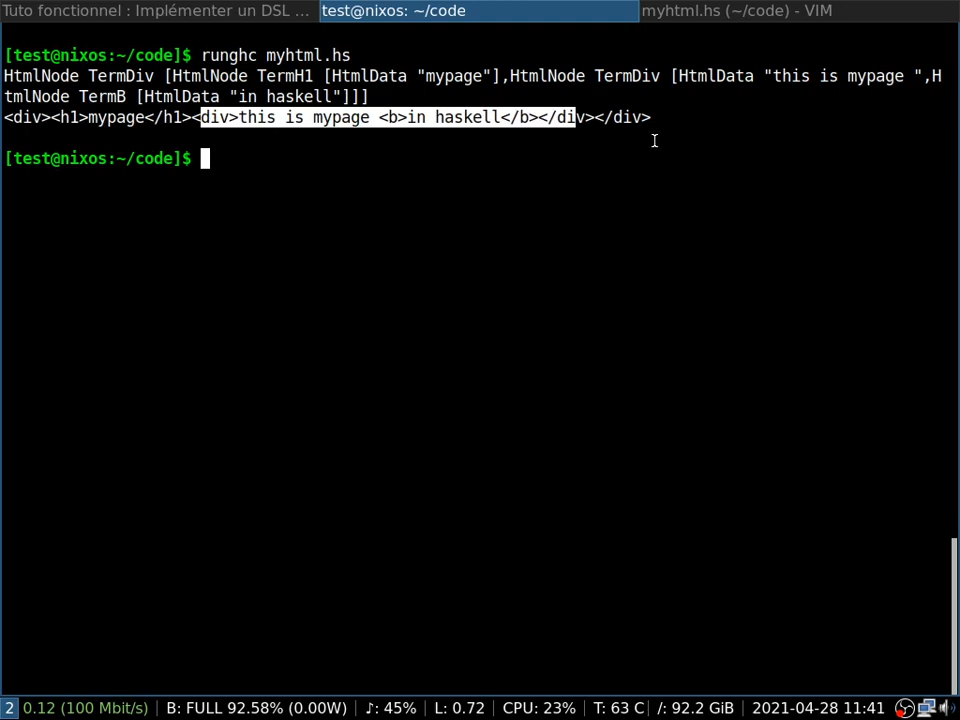 Tuto fonctionnel : Implémenter un DSL ... test@nixos: ~/code myhtml.hs (~/code) - VIM
[test@nixos:~/code]$ runghc myhtml.hs
HtmlNode TermDiv [HtmlNode TermH1 [HtmlData "mypage"],HtmlNode TermDiv [HtmlData "this is mypage ",H
tmlNode TermB [HtmlData "in haskell"]]]
<div><h1>mypage</h1><div>this is mypage <b>in haskell</b></div></div>
[test@nixos:~/code]$
2 0.12 (100 Mbit/s) B: FULL 92.58% (0.00W) ♪: 45% L: 0.72 CPU: 23% T: 63 C /: 92.2 GiB 2021-04-28 11:41